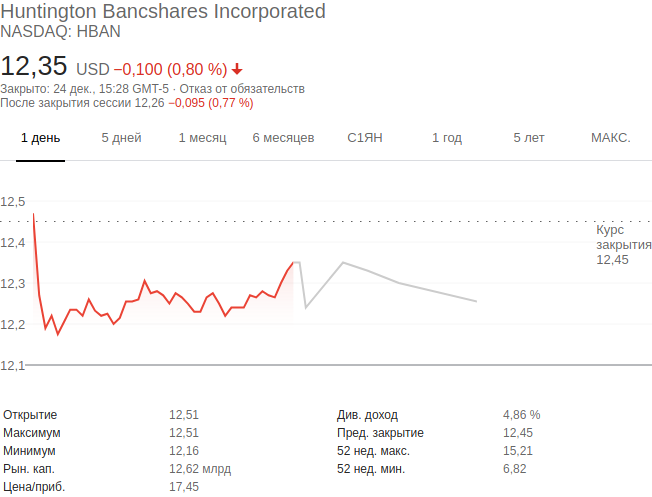 Huntington Bancshares Incorporated
NASDAQ: HBAN
12,35 USD −0,100 (0,80 %)
Закрыто: 24 дек., 15:28 GMT-5 · Отказ от обязательств
После закрытия сессии 12,26 −0,095 (0,77 %)
1 день 5 дней 1 месяц 6 месяцев С1ЯН 1 год 5 лет МАКС.
12,5
12,4
12,3
12,2
12,1
Курс
закрытия
12,45
Открытие 12,51 Див. доход 4,86 %
Максимум 12,51 Пред. закрытие 12,45
Минимум 12,16 52 нед. макс. 15,21
Рын. кап. 12,62 млрд 52 нед. мин. 6,82
Цена/приб. 17,45